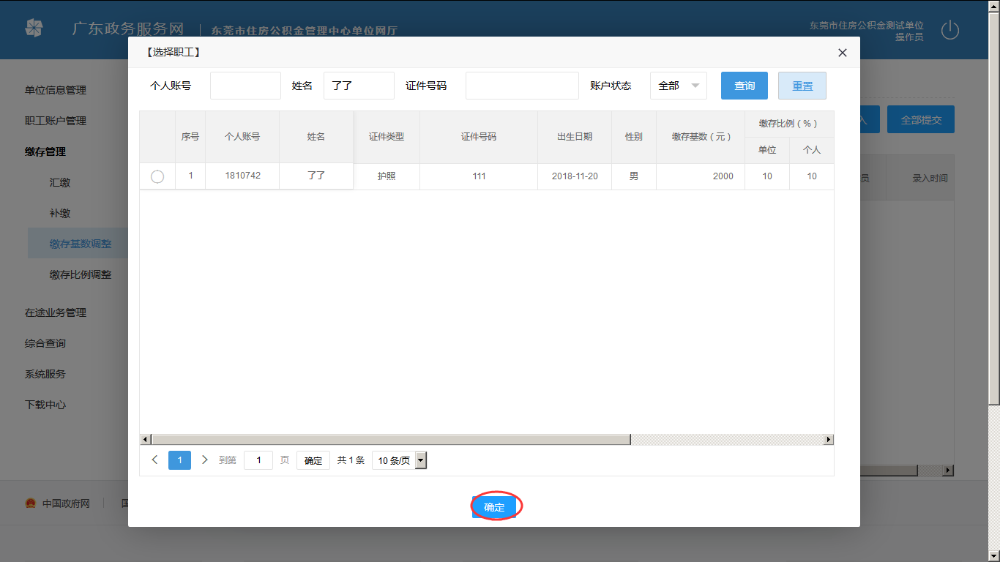 广东政务服务网 东莞市住房公积金管理中心单位网厅
东莞市住房公积金测试单位
操作员
单位信息管理
职工账户管理
缴存管理
汇缴
补缴
缴存基数调整
缴存比例调整
在途业务管理
综合查询
系统服务
下载中心
【选择职工】
个人账号 姓名 了了 证件号码 账户状态 全部 查询 重置
序号 个人账号 姓名 证件类型 证件号码 出生日期 性别 缴存基数（元） 缴存比例（%）
单位 个人
1 1810742 了了 护照 111 2018-11-20 男 2000 10 10
1 到第 1 页 确定 共 1 条 10 条/页
确定
入 全部提交
员 录入时间
中国政府网